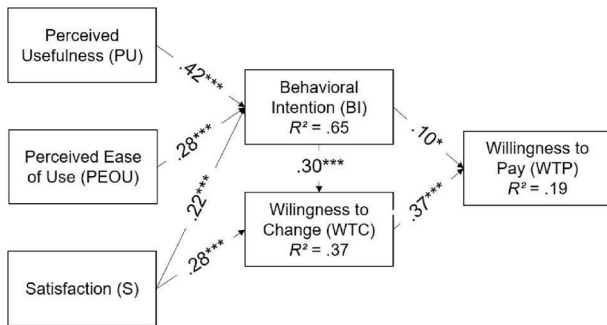 Perceived
Usefulness (PU)
.42***
Behavioral
Intention (BI)
R² = .65
.10*
Perceived Ease
of Use (PEOU)
.28***
.30***
Willingness to
Pay (WTP)
R² = .19
.22***
Wilingness to
Change (WTC)
R² = .37
.37***
Satisfaction (S)
.28***